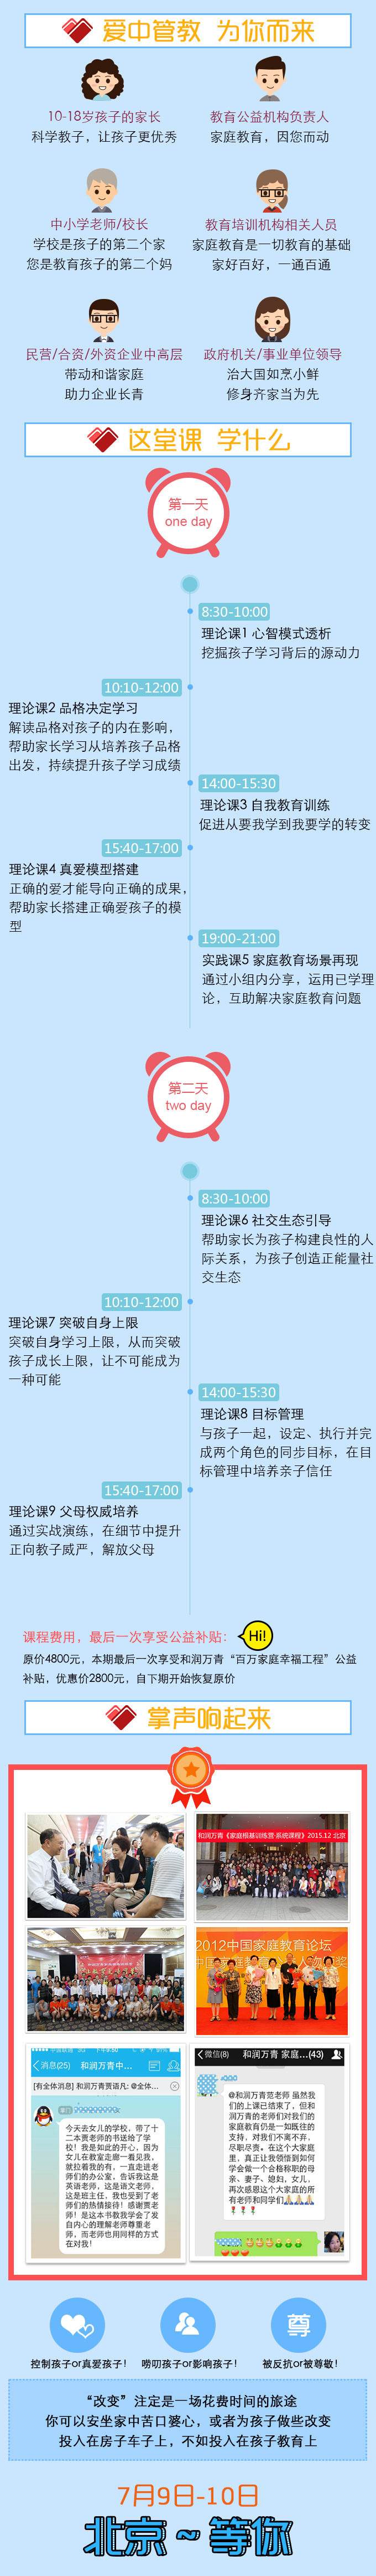 爱中管教 为你而来
10-18岁孩子的家长
科学教子，让孩子更优秀
教育公益机构负责人
家庭教育，因您而动
中小学老师/校长
学校是孩子的第二个家
您是教育孩子的第二个妈
教育培训机构相关人员
家庭教育是一切教育的基础
家好百好，一通百通
民营/合资/外资企业中高层
带动和谐家庭
助力企业长青
政府机关/事业单位领导
治大国如烹小鲜
修身齐家当为先
这堂课 学什么
第一天
one day
8:30-10:00
理论课1 心智模式透析
挖掘孩子学习背后的源动力
10:10-12:00
理论课2 品格决定学习
解读品格对孩子的内在影响，
帮助家长学习从培养孩子品格
出发，持续提升孩子学习成绩
14:00-15:30
理论课3 自我教育训练
促进从要我学到我要学的转变
15:40-17:00
理论课4 真爱模型搭建
正确的爱才能导向正确的成果，
帮助家长搭建正确爱孩子的模
型
19:00-21:00
实践课5 家庭教育场景再现
通过小组内分享，运用已学理
论，互助解决家庭教育问题
第二天
two day
8:30-10:00
理论课6 社交生态引导
帮助家长为孩子构建良性的人
际关系，为孩子创造正能量社
交生态
10:10-12:00
理论课7 突破自身上限
突破自身学习上限，从而突破
孩子成长上限，让不可能成为
一种可能
14:00-15:30
理论课8 目标管理
与孩子一起，设定、执行并完
成两个角色的同步目标，在目
标管理中培养亲子信任
15:40-17:00
理论课9 父母权威培养
通过实战演练，在细节中提升
正向教子威严，解放父母
课程费用，最后一次享受公益补贴：
Hi!
原价4800元，本期最后一次享受和润万青“百万家庭幸福工程”公益
补贴，优惠价2800元，自下期开始恢复原价
掌声响起来
和润万青《家庭根基训练营·系统课程》2015.12 北京
2012中国家庭教育论坛
消息(25) 和润万青中...
[有全体消息] 和润万青贾语凡: @全体...
今天去女儿的学校，带了十
二本贾老师的书送给了学
校！我是如此的开心，因为
女儿在教室走廊一看见我，
就拉着我的有，一直走进老
师们的办公室，告诉我这是
英语老师，这是语文老师，
这是班主任，我也受到了老
师们的热情接待！感谢贾老
师！是这本书教我学会了发
自内心的理解老师尊重老
师，而老师也用同样的方式
在对我！
微信(8) 和润万青 家庭...(43)
@和润万青范老师 虽然我
们的上课已结束了，但和
润万青的老师们对我们的
家庭教育仍是一如既往的
支持，对我们不离不弃，
尽职尽责。在这个大家庭
里，真正让我领悟到如何
学会做一个合格称职的母
亲、妻子、媳妇，女儿，
再次感恩这个大家庭的所
有老师和同学们
尊
控制孩子or真爱孩子！
唠叨孩子or影响孩子！
被反抗or被尊敬！
“改变”注定是一场花费时间的旅途
你可以安坐家中苦口婆心，或者为孩子做些改变
投入在房子车子上，不如投入在孩子教育上
7月9日-10日
北京~等你